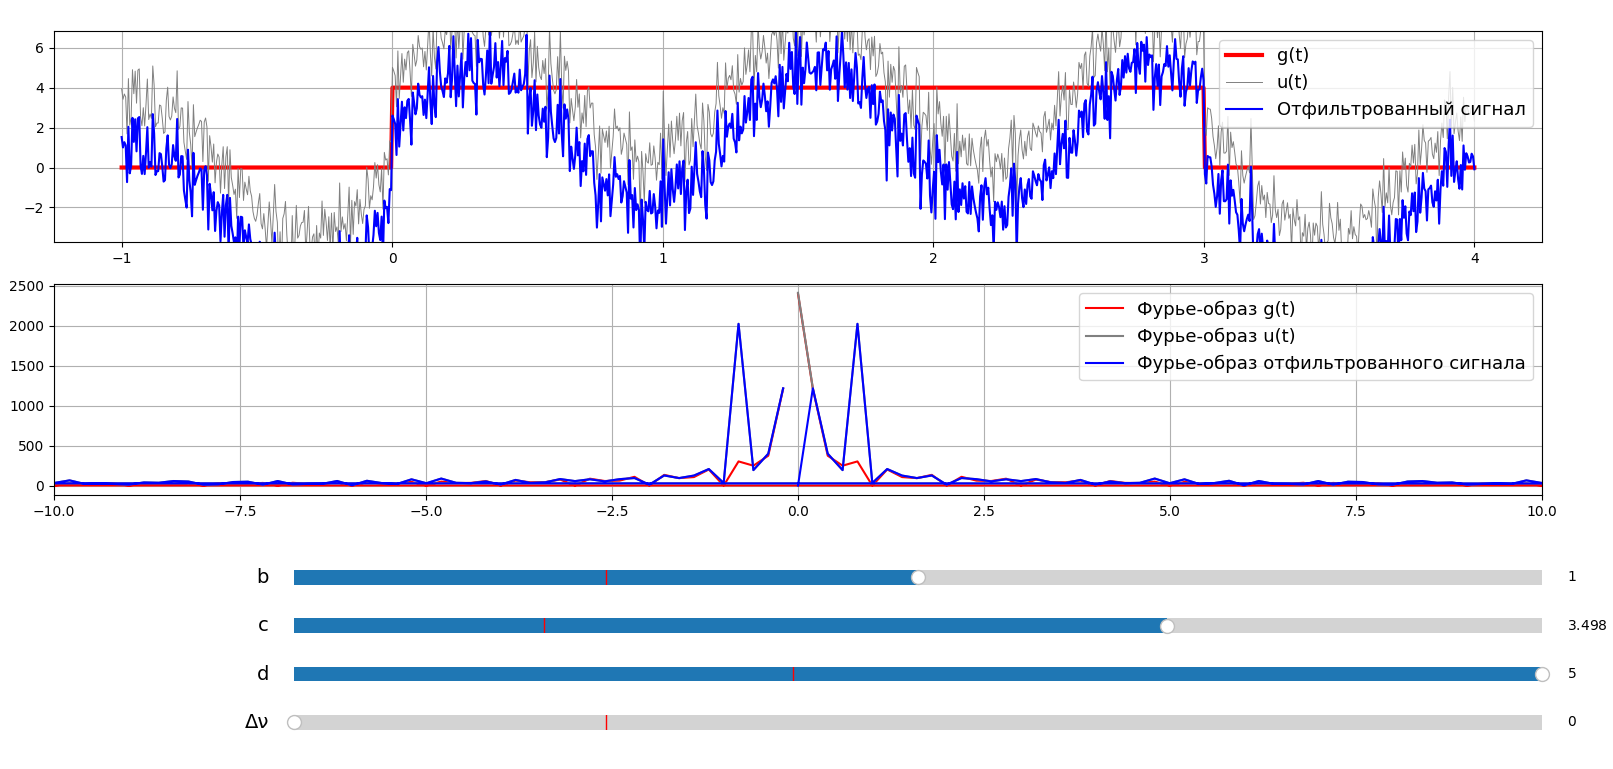 6
4
2
0
−2
g(t)
u(t)
Отфильтрованный сигнал
−1 0 1 2 3 4
2500
2000
1500
1000
500
0
Фурье-образ g(t)
Фурье-образ u(t)
Фурье-образ отфильтрованного сигнала
−10.0 −7.5 −5.0 −2.5 0.0 2.5 5.0 7.5 10.0
b 1
c 3.498
d 5
Δν 0